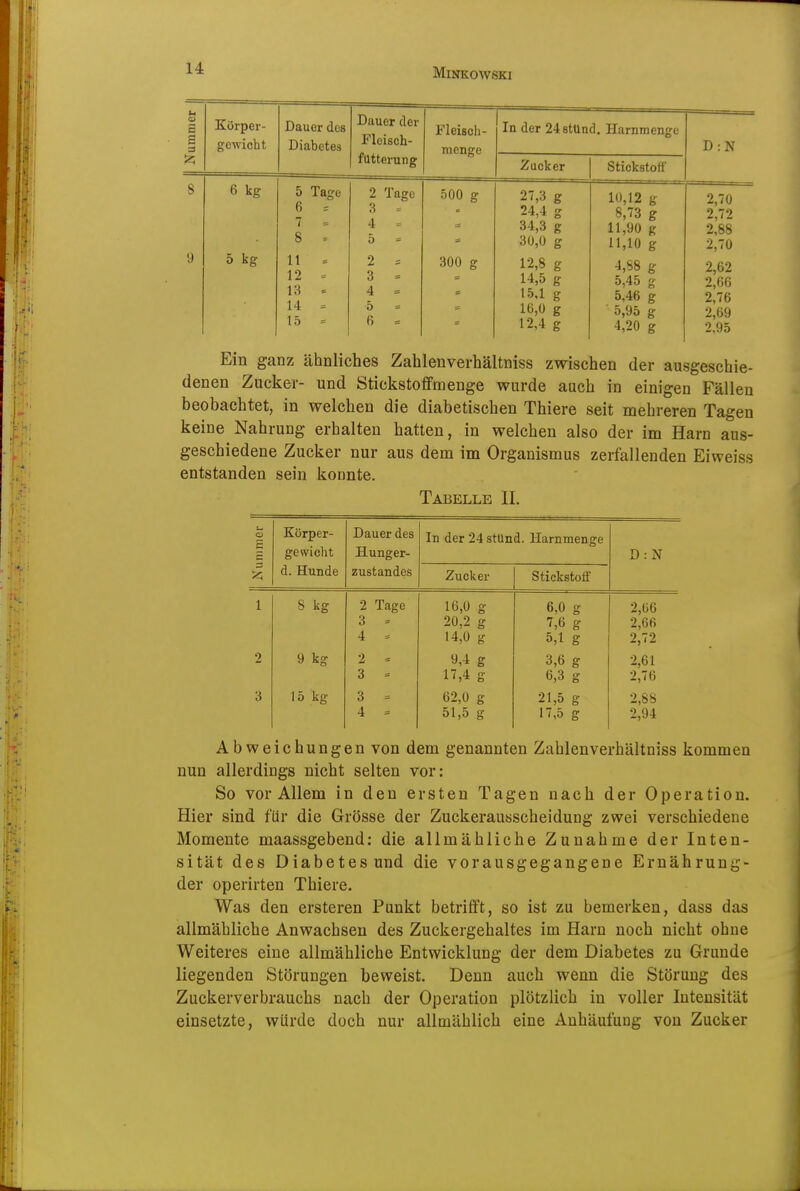 14
Minkowski
Nummer | Körper-gewicht | Dauer des Diabetes | Dauer der Fleisch-fütterung | Fleisch-menge | In der 24 stünd. Harnmenge | D : N
Zucker | Stickstoff
8 | 6 kg | 5 Tage | 2 Tage | 500 g | 27,3 g | 10,12 g | 2,70
6 = | 3 = | = | 24,4 g | 8,73 g | 2,72
7 = | 4 = | = | 34,3 g | 11,90 g | 2,88
8 = | 5 = | = | 30,0 g | 11,10 g | 2,70
9 | 5 kg | 11 = | 2 = | 300 g | 12,8 g | 4,88 g | 2,62
12 = | 3 = | = | 14,5 g | 5,45 g | 2,66
13 = | 4 = | = | 15,1 g | 5,46 g | 2,76
14 = | 5 = | = | 16,0 g | 5,95 g | 2,69
15 = | 6 = | = | 12,4 g | 4,20 g | 2,95
Ein ganz ähnliches Zahlenverhältniss zwischen der ausgeschie-
denen Zucker- und Stickstoffmenge wurde auch in einigen Fällen
beobachtet, in welchen die diabetischen Thiere seit mehreren Tagen
keine Nahrung erhalten hatten, in welchen also der im Harn aus-
geschiedene Zucker nur aus dem im Organismus zerfallenden Eiweiss
entstanden sein konnte.
Tabelle II.
Nummer | Körper-gewicht d. Hunde | Dauer des Hunger-zustandes | In der 24 stünd. Harnmenge | D : N
Zucker | Stickstoff
1 | 8 kg | 2 Tage | 16,0 g | 6,0 g | 2,66
3 = | 20,2 g | 7,6 g | 2,66
4 = | 14,0 g | 5,1 g | 2,72
2 | 9 kg | 2 = | 9,4 g | 3,6 g | 2,61
3 = | 17,4 g | 6,3 g | 2,76
3 | 15 kg | 3 = | 62,0 g | 21,5 g | 2,88
4 = | 51,5 g | 17,5 g | 2,94
Abweichungen von dem genannten Zahlenverhältniss kommen
nun allerdings nicht selten vor:
So vor Allem in den ersten Tagen nach der Operation.
Hier sind für die Grösse der Zuckerausscheidung zwei verschiedene
Momente maassgebend: die allmähliche Zunahme der Inten-
sität des Diabetes und die vorausgegangene Ernährung-
der operirten Thiere.
Was den ersteren Punkt betrifft, so ist zu bemerken, dass das
allmähliche Anwachsen des Zuckergehaltes im Harn noch nicht ohne
Weiteres eine allmähliche Entwicklung der dem Diabetes zu Grunde
liegenden Störungen beweist. Denn auch wenn die Störung des
Zuckerverbrauchs nach der Operation plötzlich in voller Intensität
einsetzte, würde doch nur allmählich eine Anhäufung von Zucker